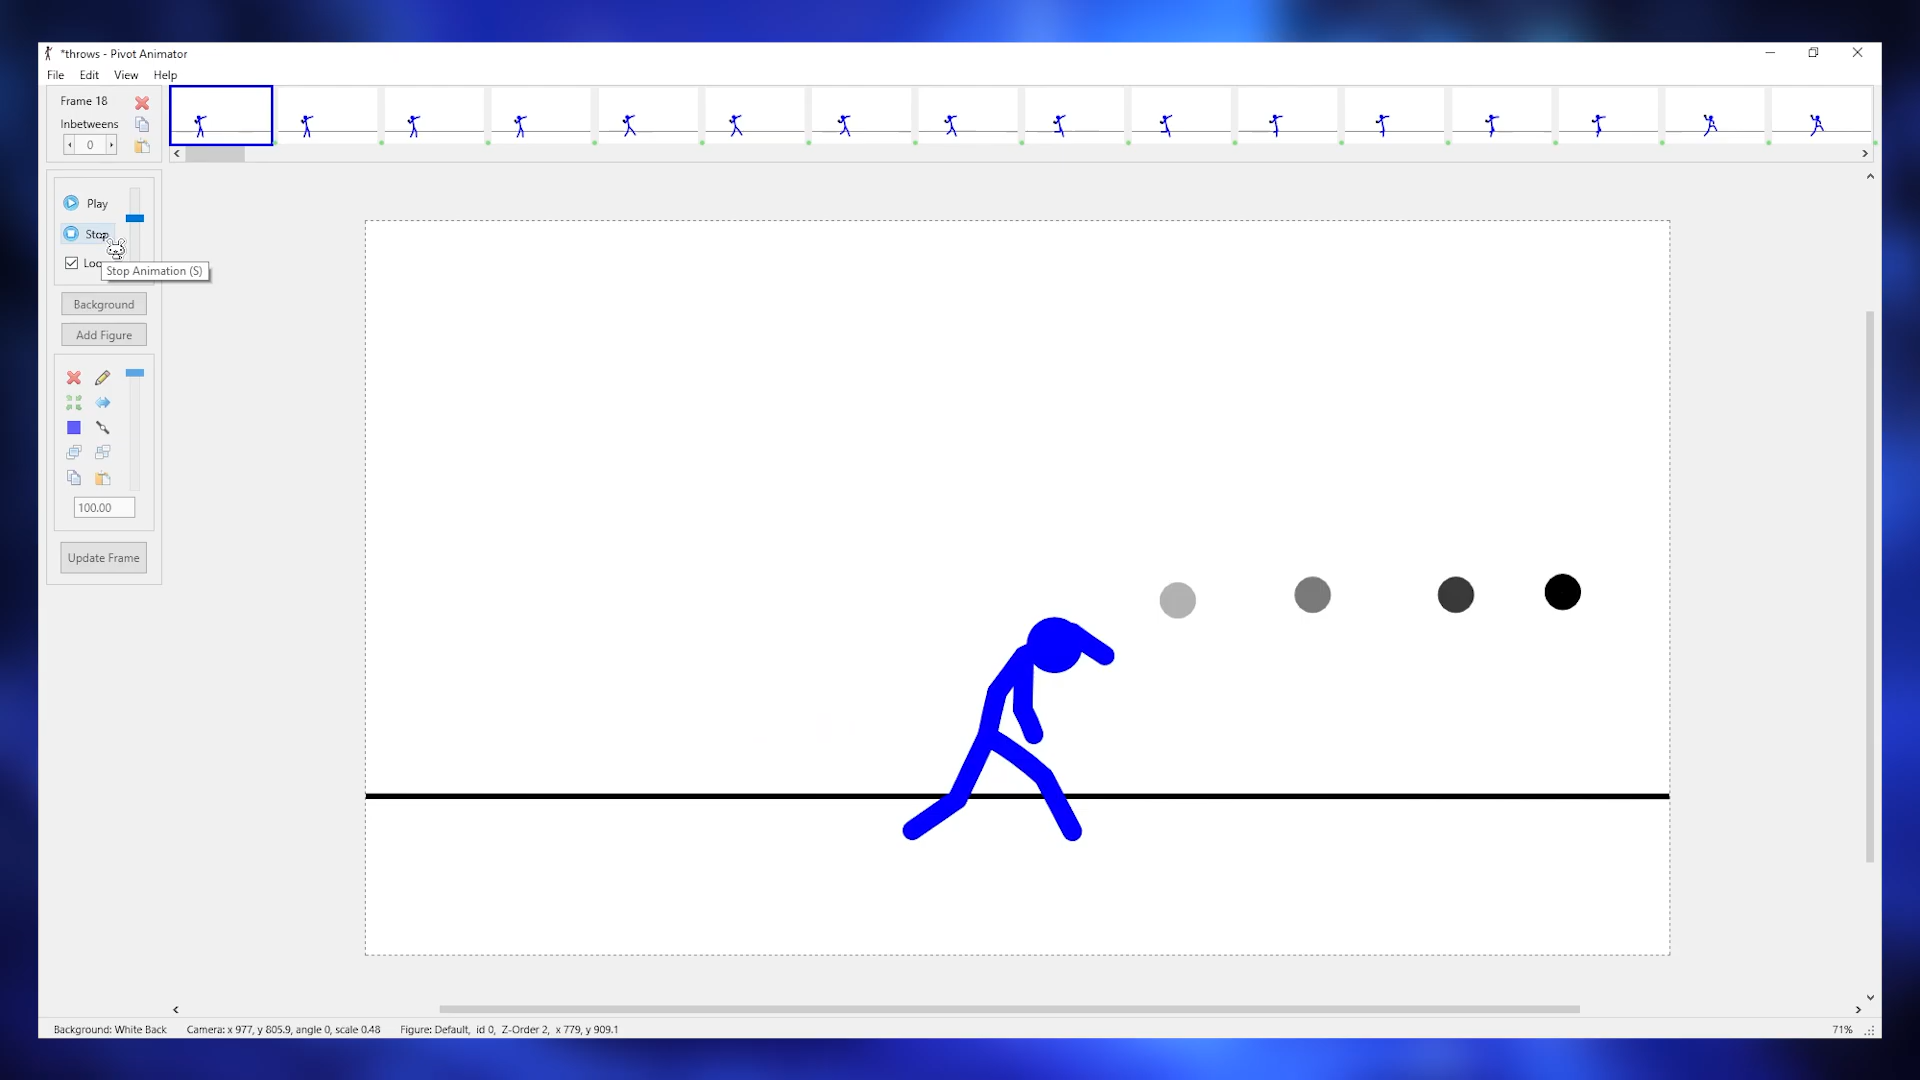 *throws - Pivot Animator
File Edit View Help
Frame 18
Inbetweens
0
Play
Stop
Loo
Stop Animation (S)
Background
Add Figure
100.00
Update Frame
Background: White Back Camera: x 977, y 805.9, angle 0, scale 0.48 Figure: Default, id 0, Z-Order 2, x 779, y 909.1
71%